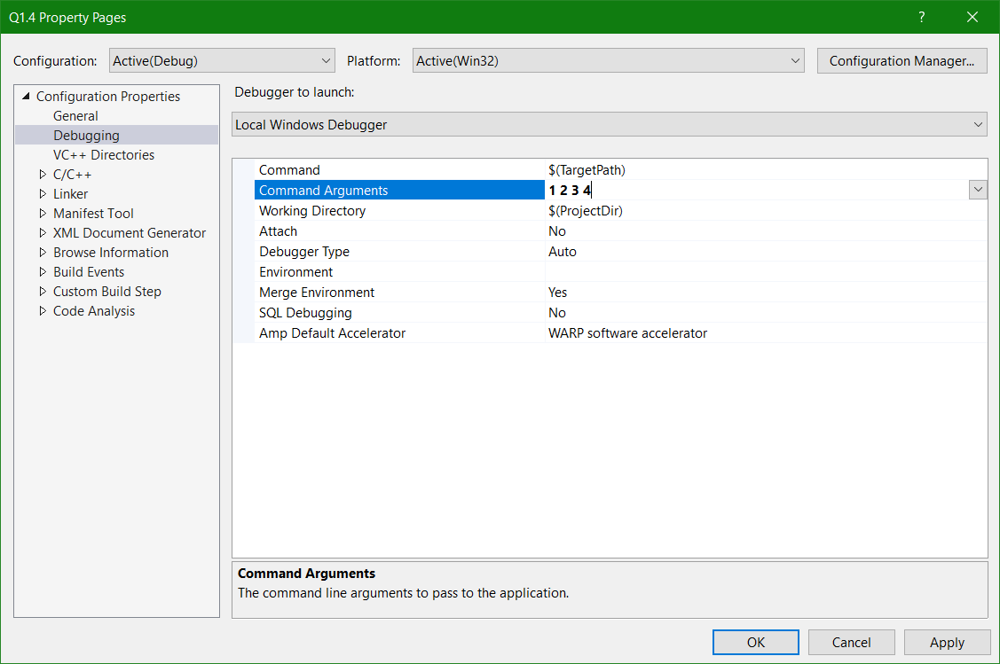 Q1.4 Property Pages
?
Configuration: Active(Debug) Platform: Active(Win32) Configuration Manager...
Configuration Properties
General
Debugging
VC++ Directories
C/C++
Linker
Manifest Tool
XML Document Generator
Browse Information
Build Events
Custom Build Step
Code Analysis
Debugger to launch:
Local Windows Debugger
Command $(TargetPath)
Command Arguments 1 2 3 4
Working Directory $(ProjectDir)
Attach No
Debugger Type Auto
Environment
Merge Environment Yes
SQL Debugging No
Amp Default Accelerator WARP software accelerator
Command Arguments
The command line arguments to pass to the application.
OK Cancel Apply